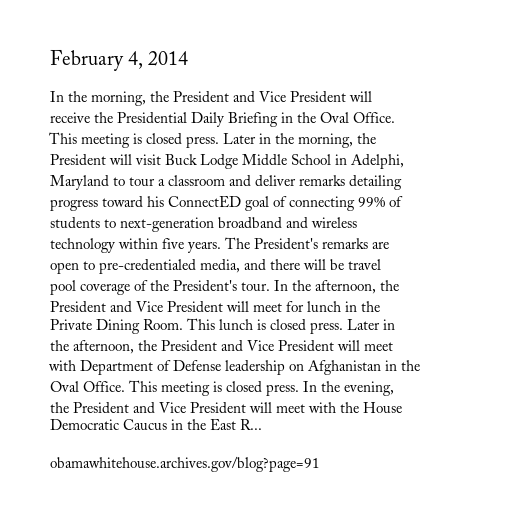 February 4, 2014
In the morning, the President and Vice President will
receive the Presidential Daily Briefing in the Oval Office.
This meeting is closed press. Later in the morning, the
President will visit Buck Lodge Middle School in Adelphi,
Maryland to tour a classroom and deliver remarks detailing
progress toward his ConnectED goal of connecting 99% of
students to next-generation broadband and wireless
technology within five years. The President's remarks are
open to pre-credentialed media, and there will be travel
pool coverage of the President's tour. In the afternoon, the
President and Vice President will meet for lunch in the
Private Dining Room. This lunch is closed press. Later in
the afternoon, the President and Vice President will meet
with Department of Defense leadership on Afghanistan in the
Oval Office. This meeting is closed press. In the evening,
the President and Vice President will meet with the House
Democratic Caucus in the East R...
obamawhitehouse.archives.gov/blog?page=91